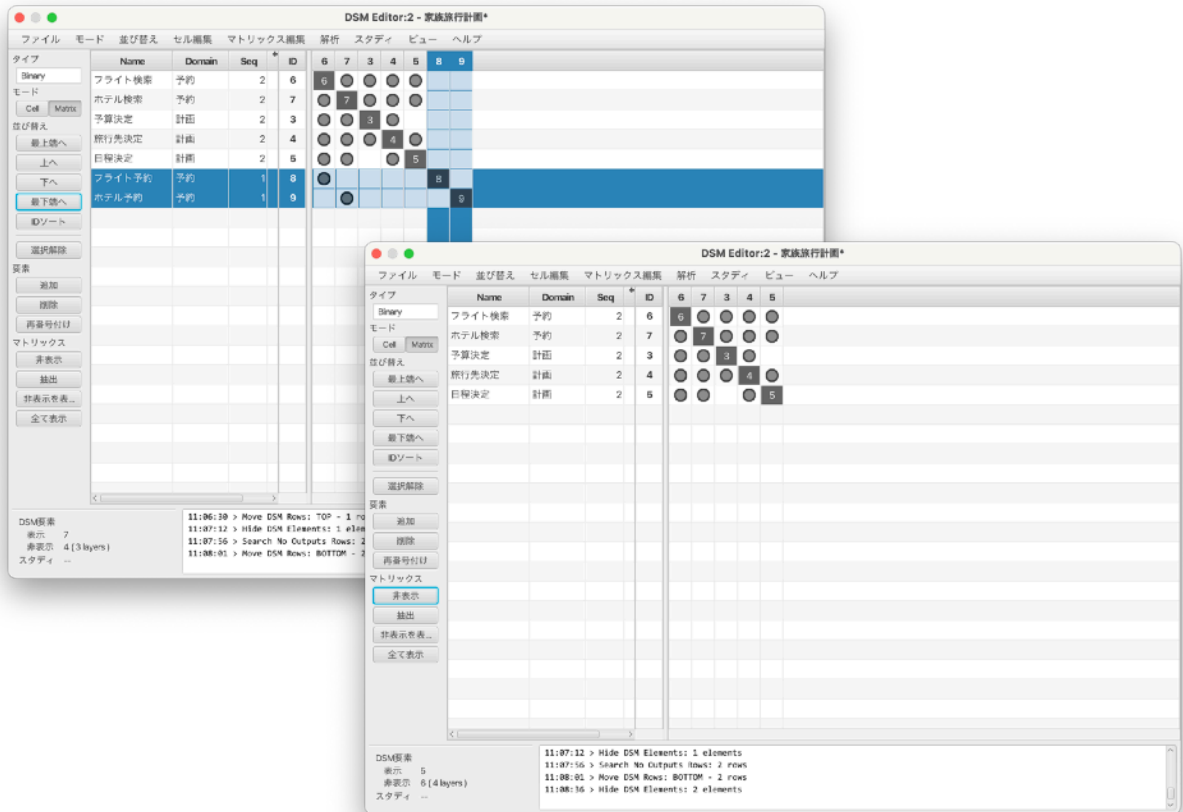 DSM Editor:2 - 家族旅行計画*
ファイル モード 並び替え セル編集 マトリックス編集 解析 スタディ ビュー ヘルプ
タイプ
Binary
モード
Cell Matrix
並び替え
最上端へ
上へ
下へ
最下端へ
IDソート
選択解除
要素
追加
削除
再番号付け
マトリックス
非表示
抽出
非表示を表...
全て表示
Name Domain Seq ID 6 7 3 4 5 8 9
フライト検索 予約 2 6 6
ホテル検索 予約 2 7 7
予算決定 計画 2 3 3
旅行先決定 計画 2 4 4
日程決定 計画 2 5 5
フライト予約 予約 1 8 8
ホテル予約 予約 1 9 9
DSM要素
表示 7
非表示 4 (3 layers)
スタディ --
11:06:30 > Move DSM Rows: TOP - 1 ro
11:07:12 > Hide DSM Elements: 1 elem
11:07:56 > Search No Outputs Rows: 2
11:08:01 > Move DSM Rows: BOTTOM - 2
DSM Editor:2 - 家族旅行計画*
ファイル モード 並び替え セル編集 マトリックス編集 解析 スタディ ビュー ヘルプ
タイプ
Binary
モード
Cell Matrix
並び替え
最上端へ
上へ
下へ
最下端へ
IDソート
選択解除
要素
追加
削除
再番号付け
マトリックス
非表示
抽出
非表示を表...
全て表示
Name Domain Seq ID 6 7 3 4 5
フライト検索 予約 2 6 6
ホテル検索 予約 2 7 7
予算決定 計画 2 3 3
旅行先決定 計画 2 4 4
日程決定 計画 2 5 5
DSM要素
表示 5
非表示 6 (4 layers)
スタディ --
11:07:12 > Hide DSM Elements: 1 elements
11:07:56 > Search No Outputs Rows: 2 rows
11:08:01 > Move DSM Rows: BOTTOM - 2 rows
11:08:36 > Hide DSM Elements: 2 elements